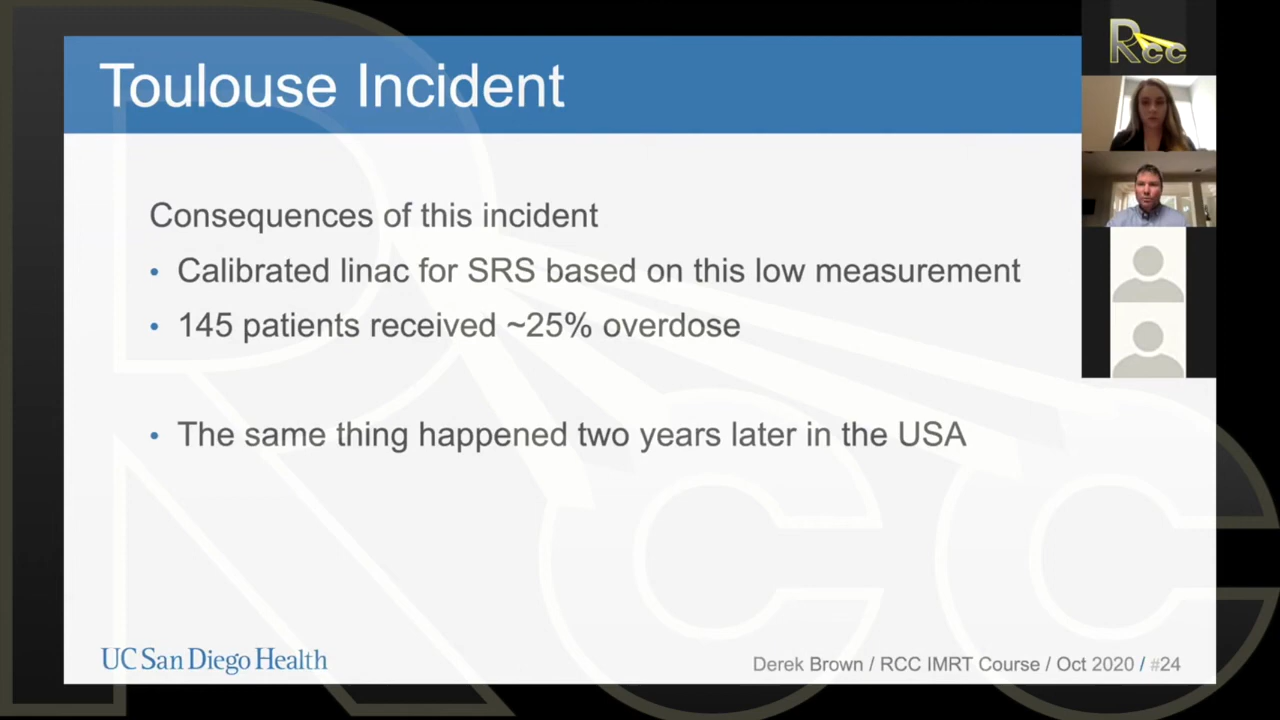 Toulouse Incident
Rcc
Consequences of this incident
• Calibrated linac for SRS based on this low measurement
• 145 patients received ~25% overdose
• The same thing happened two years later in the USA
UC San Diego Health
Derek Brown / RCC IMRT Course / Oct 2020 / #24